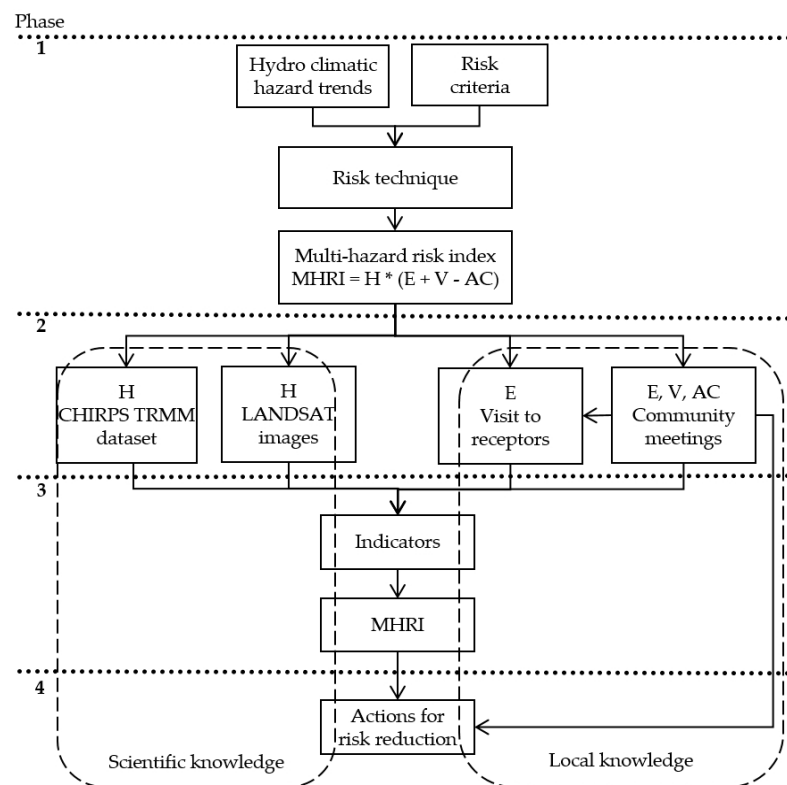 Phase
1
Hydro climatic
hazard trends
Risk
criteria
Risk technique
Multi-hazard risk index
MHRI = H * (E + V - AC)
2
H
CHIRPS TRMM
dataset
H
LANDSAT
images
E
Visit to
receptors
E, V, AC
Community
meetings
3
Indicators
MHRI
4
Actions for
risk reduction
Scientific knowledge
Local knowledge